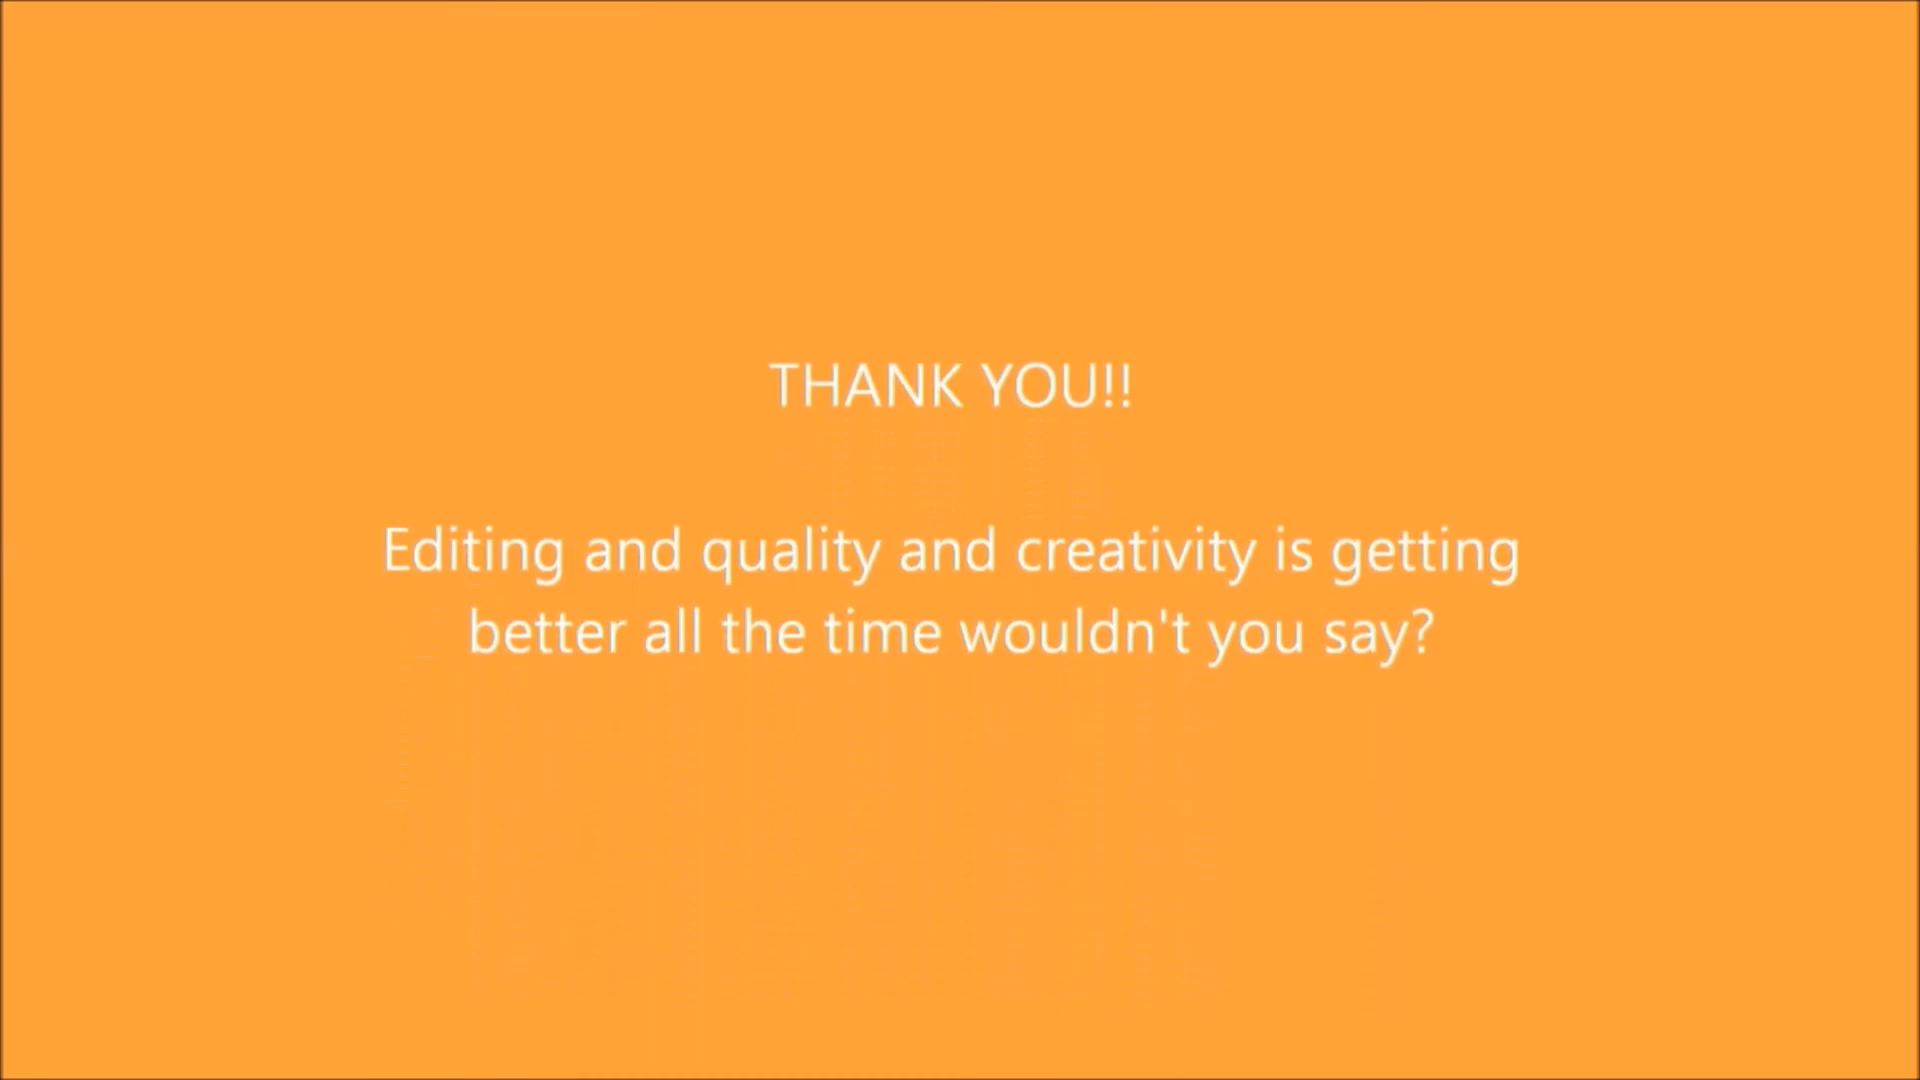 THANK YOU!!
Editing and quality and creativity is getting
better all the time wouldn't you say?